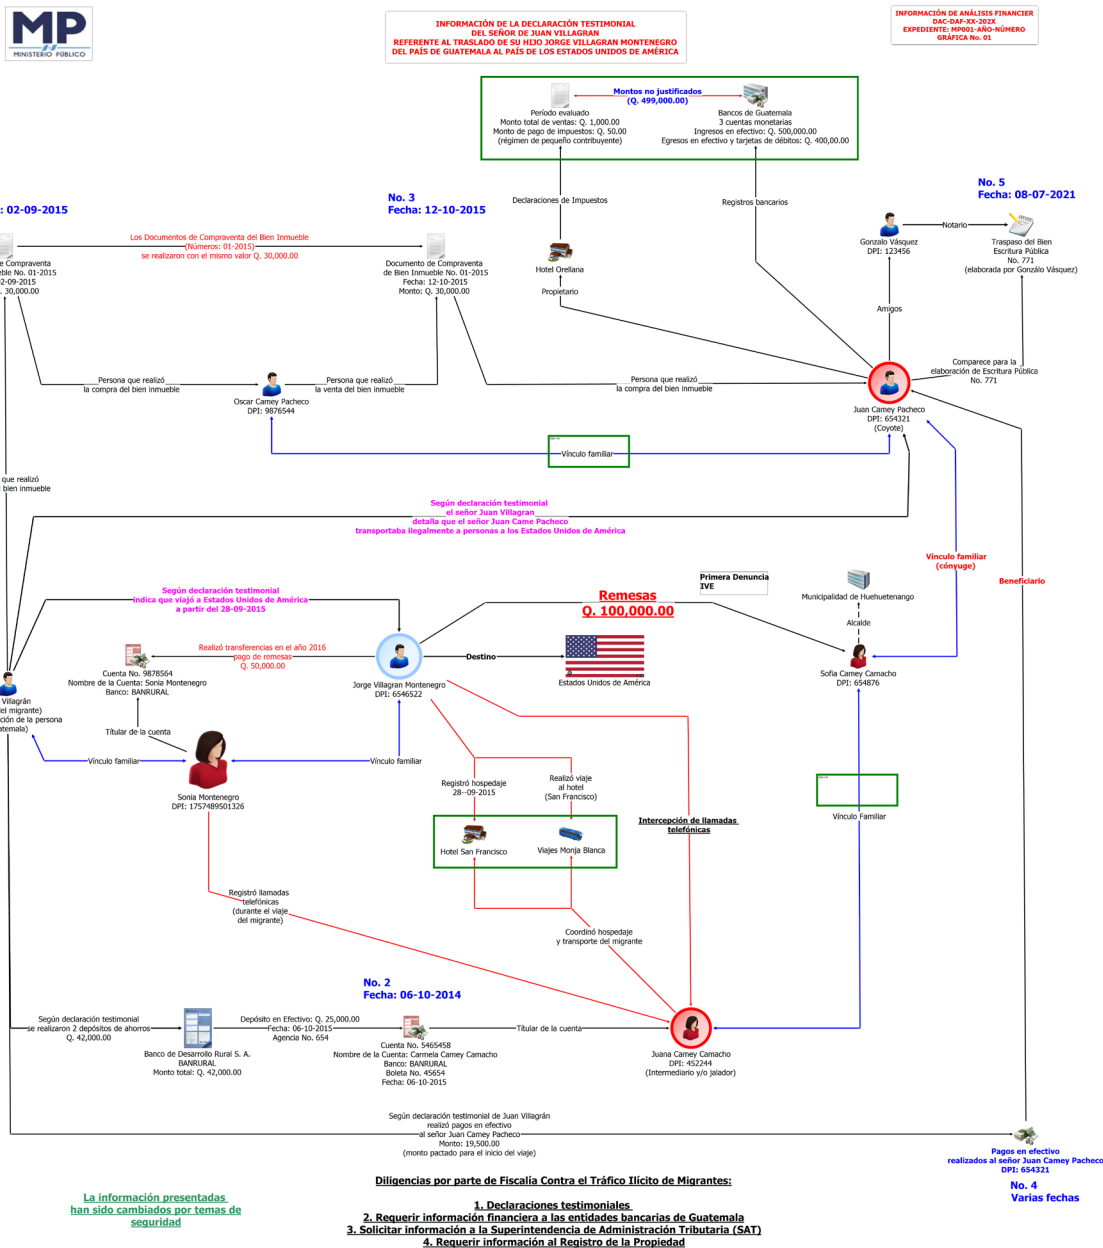 MP
MINISTERIO PÚBLICO
INFORMACIÓN DE LA DECLARACIÓN TESTIMONIAL
DEL SEÑOR DE JUAN VILLAGRAN
REFERENTE AL TRASLADO DE SU HIJO JORGE VILLAGRAN MONTENEGRO
DEL PAÍS DE GUATEMALA AL PAÍS DE LOS ESTADOS UNIDOS DE AMÉRICA
INFORMACIÓN DE ANÁLISIS FINANCIER
DAC-DAF-XX-202X
EXPEDIENTE: MP001-AÑO-NÚMERO
GRÁFICA No. 01
Montos no justificados
(Q. 499,000.00)
Período evaluado
Monto total de ventas: Q. 1,000.00
Monto de pago de impuestos: Q. 50.00
(régimen de pequeño contribuyente)
Bancos de Guatemala
3 cuentas monetarias
Ingresos en efectivo: Q. 500,000.00
Egresos en efectivo y tarjetas de débitos: Q. 400,00.00
: 02-09-2015
No. 3
Fecha: 12-10-2015
No. 5
Fecha: 08-07-2021
Declaraciones de Impuestos
Registros bancarios
Los Documentos de Compraventa del Bien Inmueble
(Números: 01-2015)
se realizaron con el mismo valor Q. 30,000.00
e Compraventa
eble No. 01-2015
02-09-2015
. 30,000.00
Documento de Compraventa
de Bien Inmueble No. 01-2015
Fecha: 12-10-2015
Monto: Q. 30,000.00
Hotel Orellana
Propietario
Gonzalo Vásquez
DPI: 123456
Notario
Traspaso del Bien
Escritura Pública
No. 771
(elaborada por Gonzálo Vásquez)
Amigos
Comparece para la
elaboración de Escritura Pública
No. 771
Persona que realizó
la compra del bien inmueble
Oscar Camey Pacheco
DPI: 9876544
Persona que realizó
la venta del bien inmueble
Persona que realizó
la compra del bien inmueble
Juan Camey Pacheco
DPI: 654321
(Coyote)
Vínculo familiar
que realizó
l bien inmueble
Según declaración testimonial
el señor Juan Villagran
detalla que el señor Juan Came Pacheco
transportaba ilegalmente a personas a los Estados Unidos de América
Vinculo familiar
(cónyuge)
Beneficiario
Según declaración testimonial
indica que viajó a Estados Unidos de América
a partir del 28-09-2015
Remesas
Q. 100,000.00
Primera Denuncia
IVE
Municipalidad de Huehuetenango
Alcalde
Realizó transferencias en el año 2016
pago de remesas
Q. 50,000.00
Cuenta No. 9878564
Nombre de la Cuenta: Sonia Montenegro
Banco: BANRURAL
Jorge Villagran Montenegro
DPI: 6546522
Destino
Estados Unidos de América
Sofia Camey Camacho
DPI: 654876
Villagrán
del migrante)
ción de la persona
atemala)
Títular de la cuenta
Vínculo familiar
Vínculo familiar
Sonia Montenegro
DPI: 1757489501326
Registró hospedaje
28--09-2015
Realizó viaje
al hotel
(San Francisco)
Hotel San Francisco
Viajes Monja Blanca
Intercepción de llamadas
telefónicas
Vínculo Familiar
Registró llamadas
telefónicas
(durante el viaje
del migrante)
Coordinó hospedaje
y transporte del migrante
No. 2
Fecha: 06-10-2014
Según declaración testimonial
se realizaron 2 depósitos de ahorros
Q. 42,000.00
Banco de Desarrollo Rural S. A.
BANRURAL
Monto total: Q. 42,000.00
Depósito en Efectivo: Q. 25,000.00
Fecha: 06-10-2015
Agencia No. 654
Cuenta No. 5465458
Nombre de la Cuenta: Carmela Camey Camacho
Banco: BANRURAL
Boleta No. 45654
Fecha: 06-10-2015
Títular de la cuenta
Juana Camey Camacho
DPI: 452244
(Intermediario y/o jalador)
Según declaración testimonial de Juan Villagrán
realizó pagos en efectivo
al señor Juan Camey Pacheco
Monto: 19,500.00
(monto pactado para el inicio del viaje)
Pagos en efectivo
realizados al señor Juan Camey Pacheco
DPI: 654321
No. 4
Varias fechas
La información presentadas
han sido cambiados por temas de
seguridad
Diligencias por parte de Fiscalía Contra el Tráfico Ilícito de Migrantes:
1. Declaraciones testimoniales
2. Requerir información financiera a las entidades bancarias de Guatemala
3. Solicitar información a la Superintendencia de Administración Tributaria (SAT)
4. Requerir información al Registro de la Propiedad